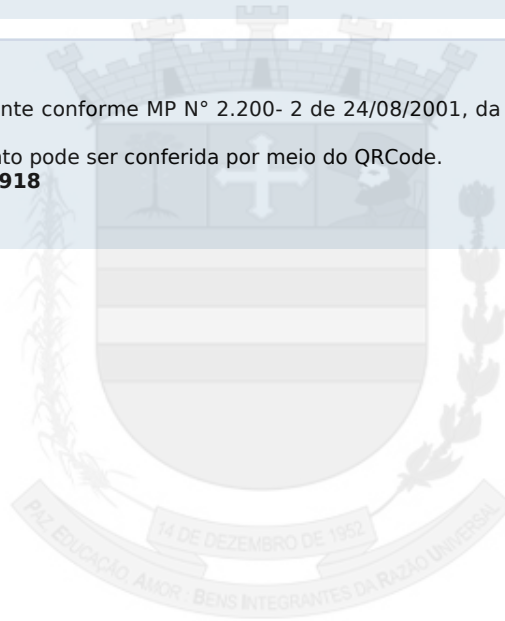 nte conforme MP N° 2.200- 2 de 24/08/2001, da
nto pode ser conferida por meio do QRCode.
918
14 DE DEZEMBRO DE 1952
PAZ, EDUCAÇÃO, AMOR : BENS INTEGRANTES DA RAZÃO UNIVERSAL